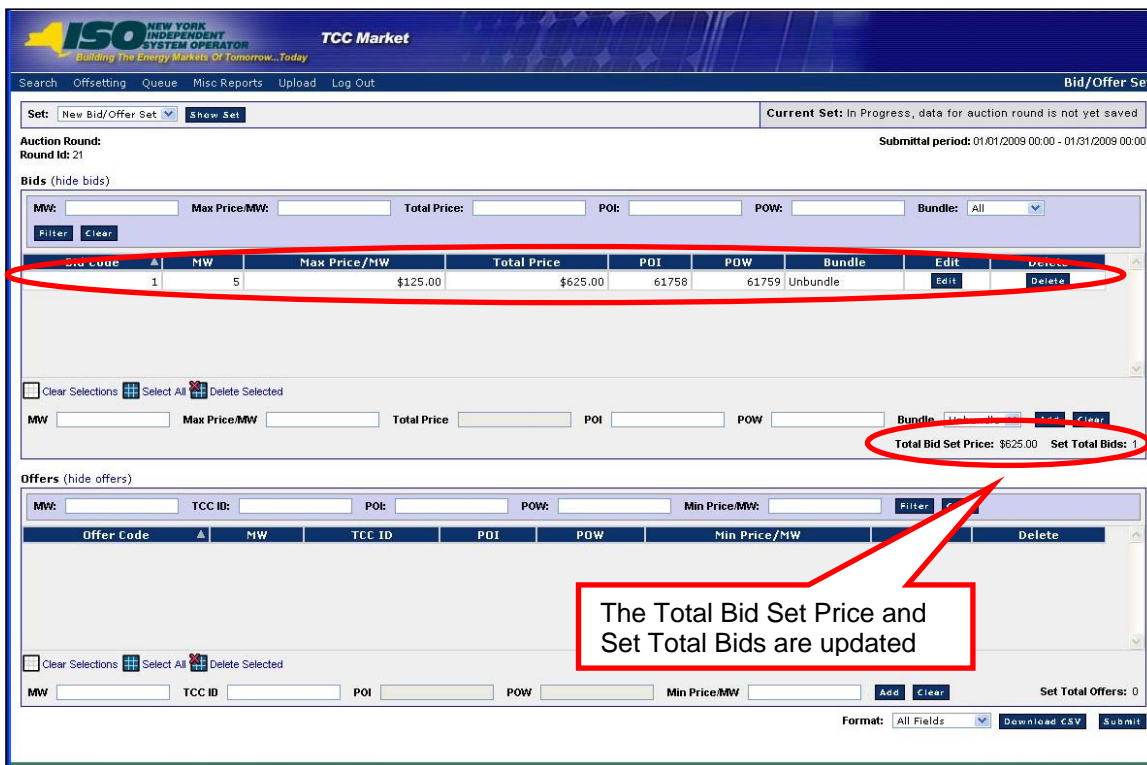 ISO NEW YORK INDEPENDENT SYSTEM OPERATOR
Building The Energy Markets Of Tomorrow...Today
TCC Market
Search Offsetting Queue Misc Reports Upload Log Out Bid/Offer Se
Set: New Bid/Offer Set Show Set Current Set: In Progress, data for auction round is not yet saved
Auction Round: Submittal period: 01/01/2009 00:00 - 01/31/2009 00:00
Round Id: 21
Bids (hide bids)
MW: Max Price/MW: Total Price: POI: POW: Bundle: All
Filter Clear
Bid Code MW Max Price/MW Total Price POI POW Bundle Edit Delete
1 5 $125.00 $625.00 61758 61759 Unbundle Edit Delete
Clear Selections Select All Delete Selected
MW Max Price/MW Total Price POI POW Bundle Unbundle Add Clear
Total Bid Set Price: $625.00 Set Total Bids: 1
Offers (hide offers)
MW: TCC ID: POI: POW: Min Price/MW: Filter
Offer Code MW TCC ID POI POW Min Price/MW Delete
The Total Bid Set Price and
Set Total Bids are updated
Clear Selections Select All Delete Selected
MW TCC ID POI POW Min Price/MW Add Clear Set Total Offers: 0
Format: All Fields Download CSV Submit